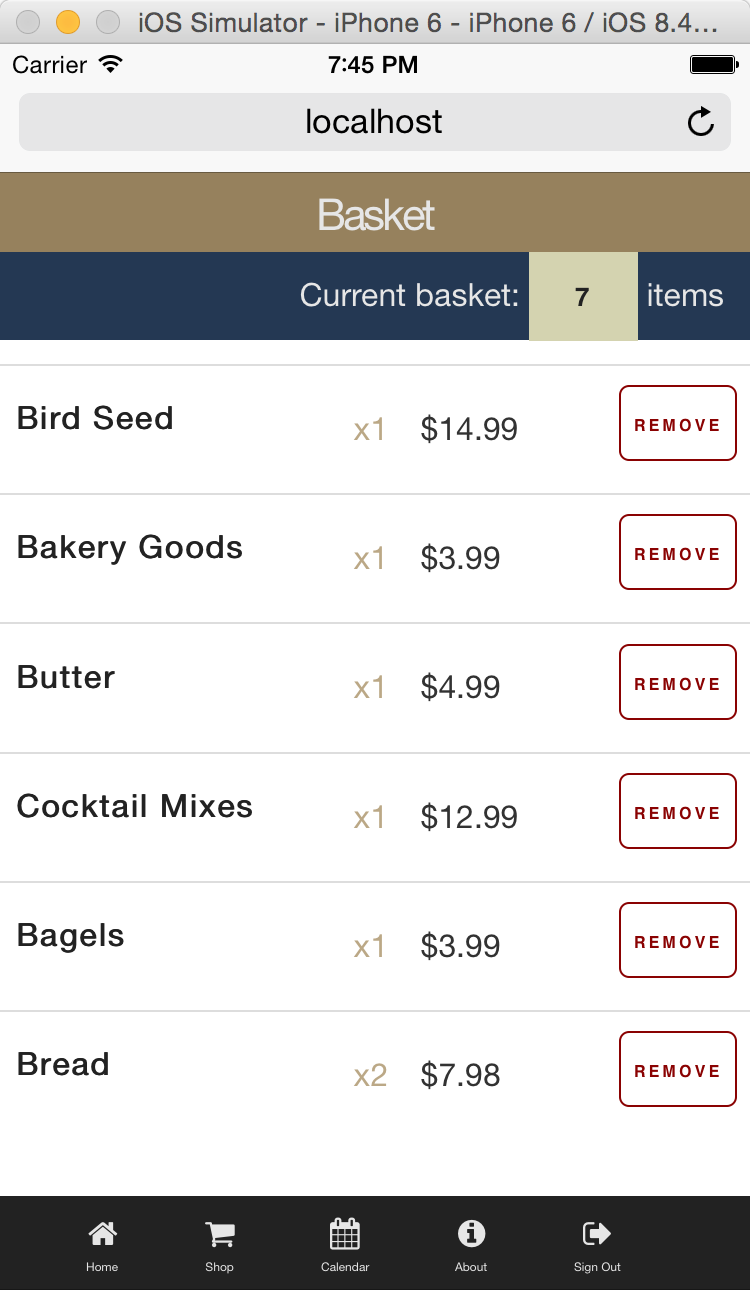 iOS Simulator - iPhone 6 - iPhone 6 / iOS 8.4...
Carrier 7:45 PM
localhost
Basket
Current basket: 7 items
Bird Seed x1 $14.99 REMOVE
Bakery Goods x1 $3.99 REMOVE
Butter x1 $4.99 REMOVE
Cocktail Mixes x1 $12.99 REMOVE
Bagels x1 $3.99 REMOVE
Bread x2 $7.98 REMOVE
Home Shop Calendar About Sign Out